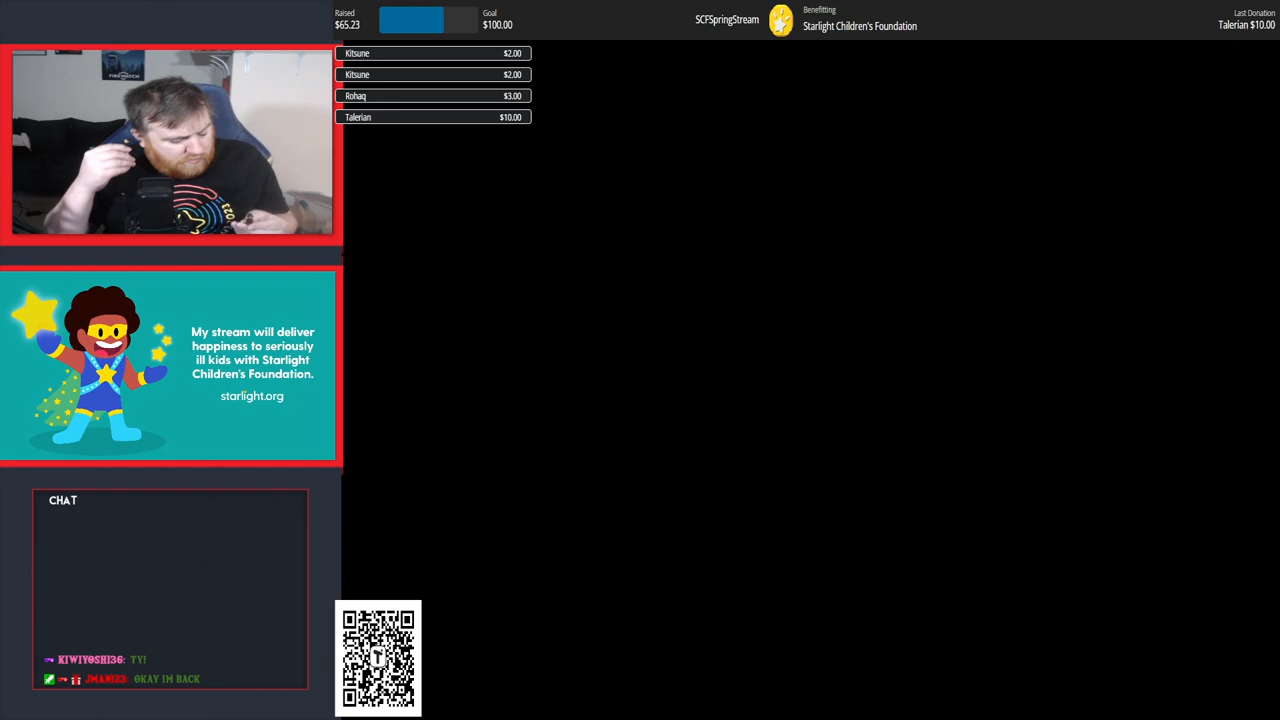 Raised
$65.23
Goal
$100.00
SCFSpringStream
Benefitting
Starlight Children's Foundation
Last Donation
Talerian $10.00
Kitsune $2.00
Kitsune $2.00
Rohaq $3.00
Talerian $10.00
FIREWATCH
2023
My stream will deliver
happiness to seriously
ill kids with Starlight
Children's Foundation.
starlight.org
CHAT
KIWIYOSHI36: TY!
JMAN123: OKAY IM BACK